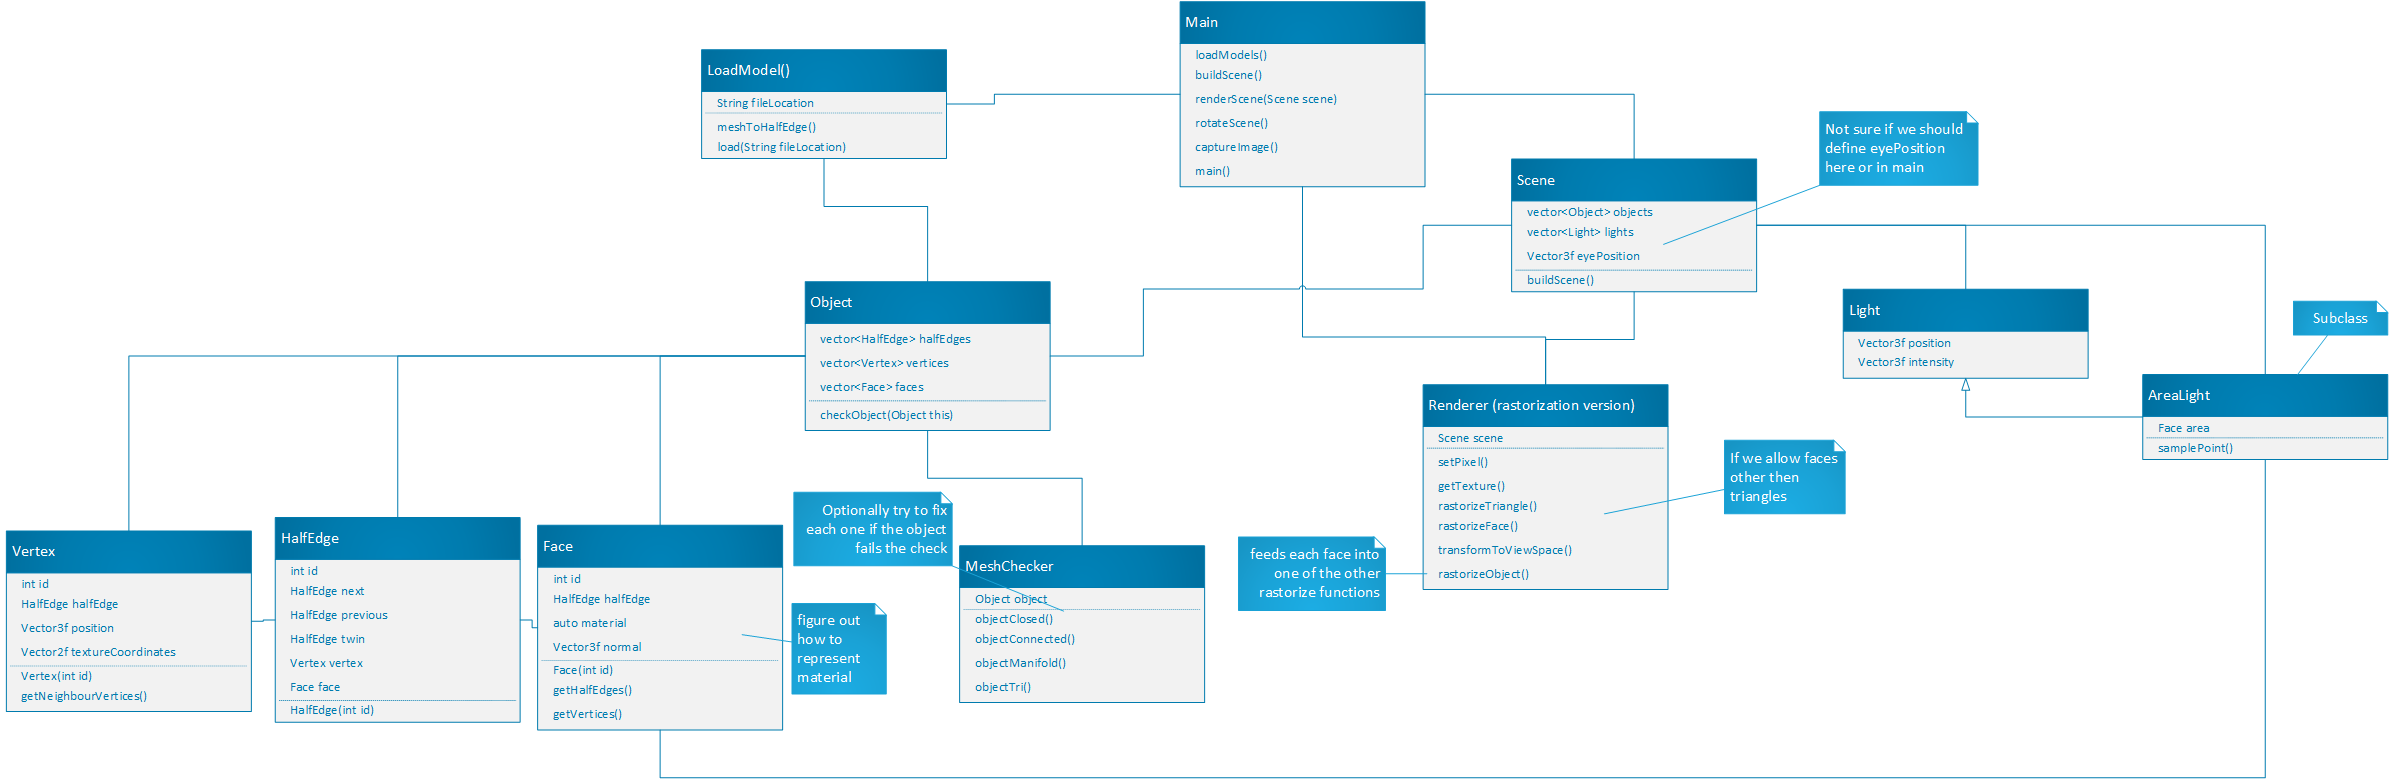 Main
loadModels()
buildScene()
renderScene(Scene scene)
rotateScene()
captureImage()
main()
LoadModel()
String fileLocation
meshToHalfEdge()
load(String fileLocation)
Not sure if we should
define eyePosition
here or in main
Scene
vector<Object> objects
vector<Light> lights
Vector3f eyePosition
buildScene()
Object
vector<HalfEdge> halfEdges
vector<Vertex> vertices
vector<Face> faces
checkObject(Object this)
Light
Vector3f position
Vector3f intensity
Subclass
AreaLight
Face area
samplePoint()
Renderer (rastorization version)
Scene scene
setPixel()
getTexture()
rastorizeTriangle()
rastorizeFace()
transformToViewSpace()
rastorizeObject()
If we allow faces
other then
triangles
feeds each face into
one of the other
rastorize functions
Vertex
int id
HalfEdge halfEdge
Vector3f position
Vector2f textureCoordinates
Vertex(int id)
getNeighbourVertices()
HalfEdge
int id
HalfEdge next
HalfEdge previous
HalfEdge twin
Vertex vertex
Face face
HalfEdge(int id)
Face
int id
HalfEdge halfEdge
auto material
Vector3f normal
Face(int id)
getHalfEdges()
getVertices()
Optionally try to fix
each one if the object
fails the check
figure out
how to
represent
material
MeshChecker
Object object
objectClosed()
objectConnected()
objectManifold()
objectTri()